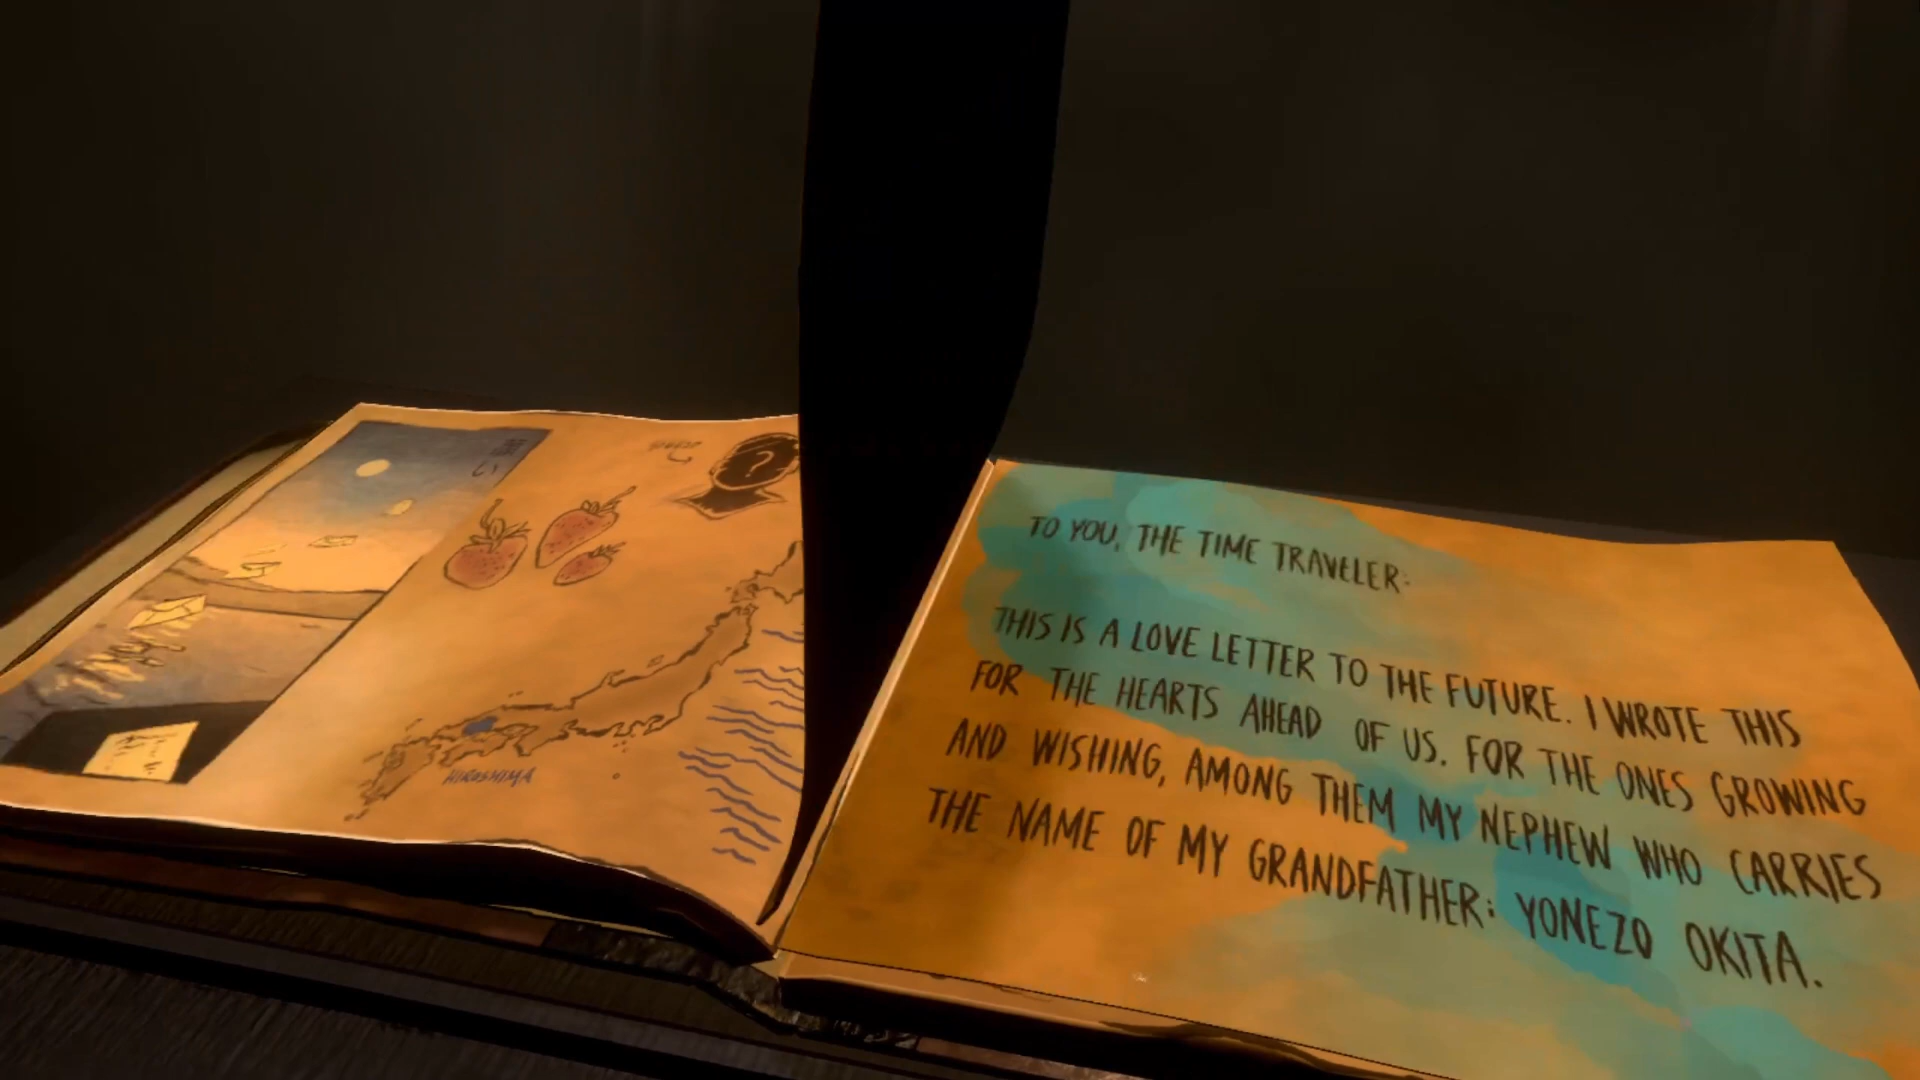 願い
HIROSHIMA
TO YOU, THE TIME TRAVELER:
THIS IS A LOVE LETTER TO THE FUTURE. I WROTE THIS
FOR THE HEARTS AHEAD OF US. FOR THE ONES GROWING
AND WISHING, AMONG THEM MY NEPHEW WHO CARRIES
THE NAME OF MY GRANDFATHER: YONEZO OKITA.